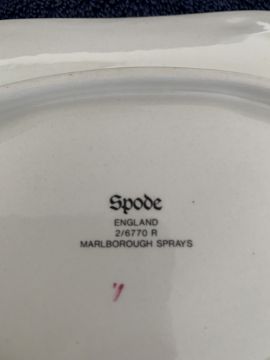 Spode
ENGLAND
2/6770 R
MARLBOROUGH SPRAYS